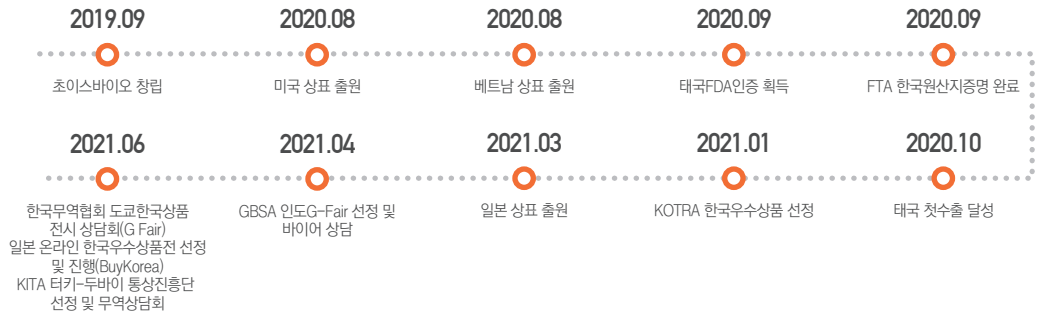 2019.09
초이스바이오 창립
2020.08
미국 상표 출원
2020.08
베트남 상표 출원
2020.09
태국FDA인증 획득
2020.09
FTA 한국원산지증명 완료
2020.10
태국 첫수출 달성
2021.01
KOTRA 한국우수상품 선정
2021.03
일본 상표 출원
2021.04
GBSA 인도G-Fair 선정 및
바이어 상담
2021.06
한국무역협회 도쿄한국상품
전시 상담회(G Fair)
일본 온라인 한국우수상품전 선정
및 진행(BuyKorea)
KITA 터키-두바이 통상진흥단
선정 및 무역상담회